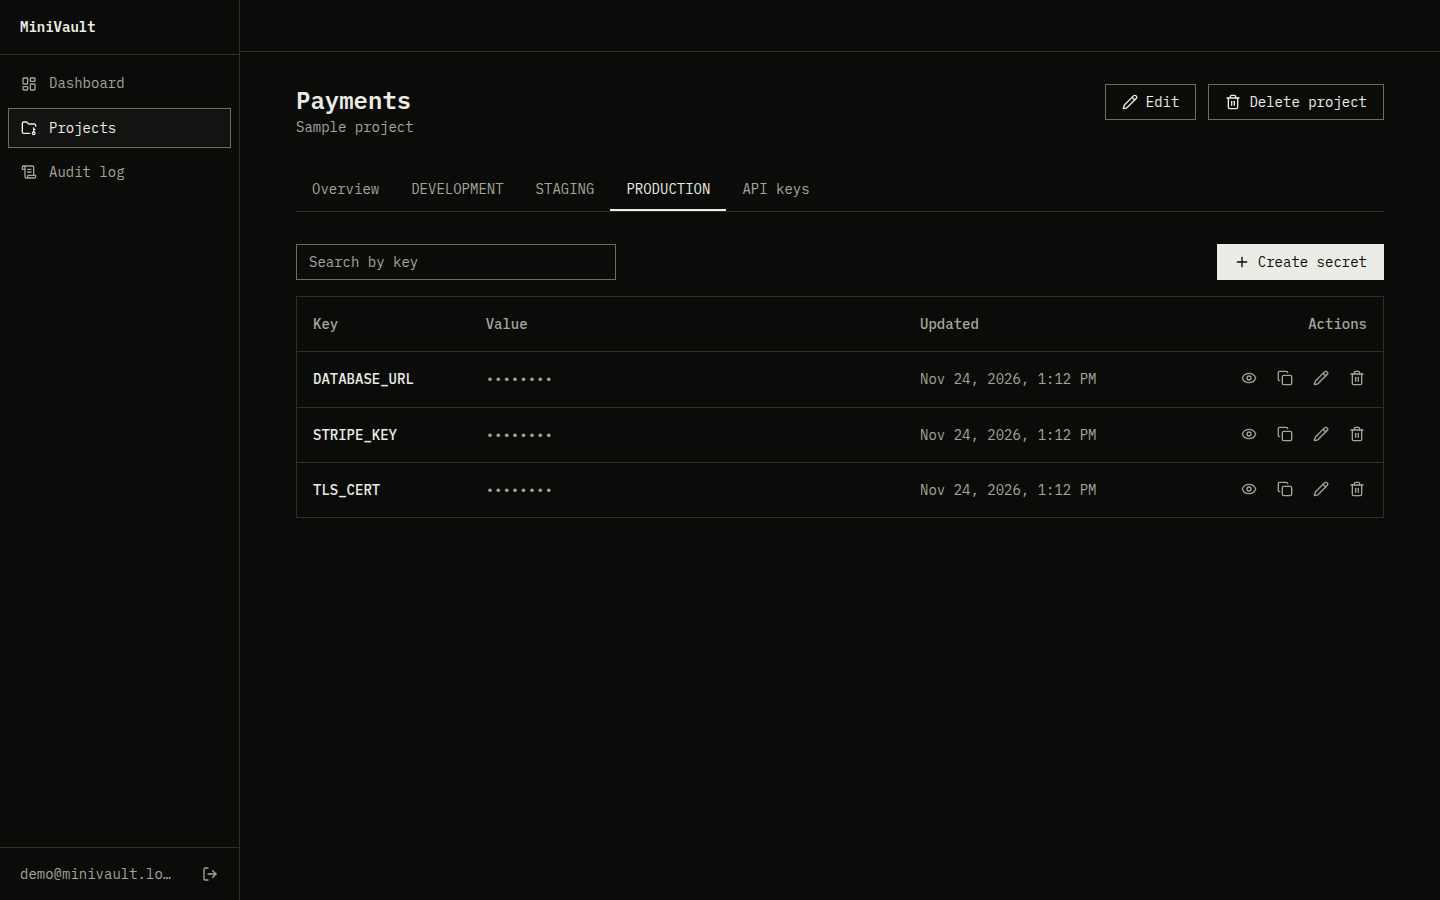 MiniVault
Dashboard
Projects
Audit log
demo@minivault.lo…
Payments
Sample project
Edit
Delete project
Overview DEVELOPMENT STAGING PRODUCTION API keys
Search by key
Create secret
Key Value Updated Actions
DATABASE_URL •••••••• Nov 24, 2026, 1:12 PM
STRIPE_KEY •••••••• Nov 24, 2026, 1:12 PM
TLS_CERT •••••••• Nov 24, 2026, 1:12 PM